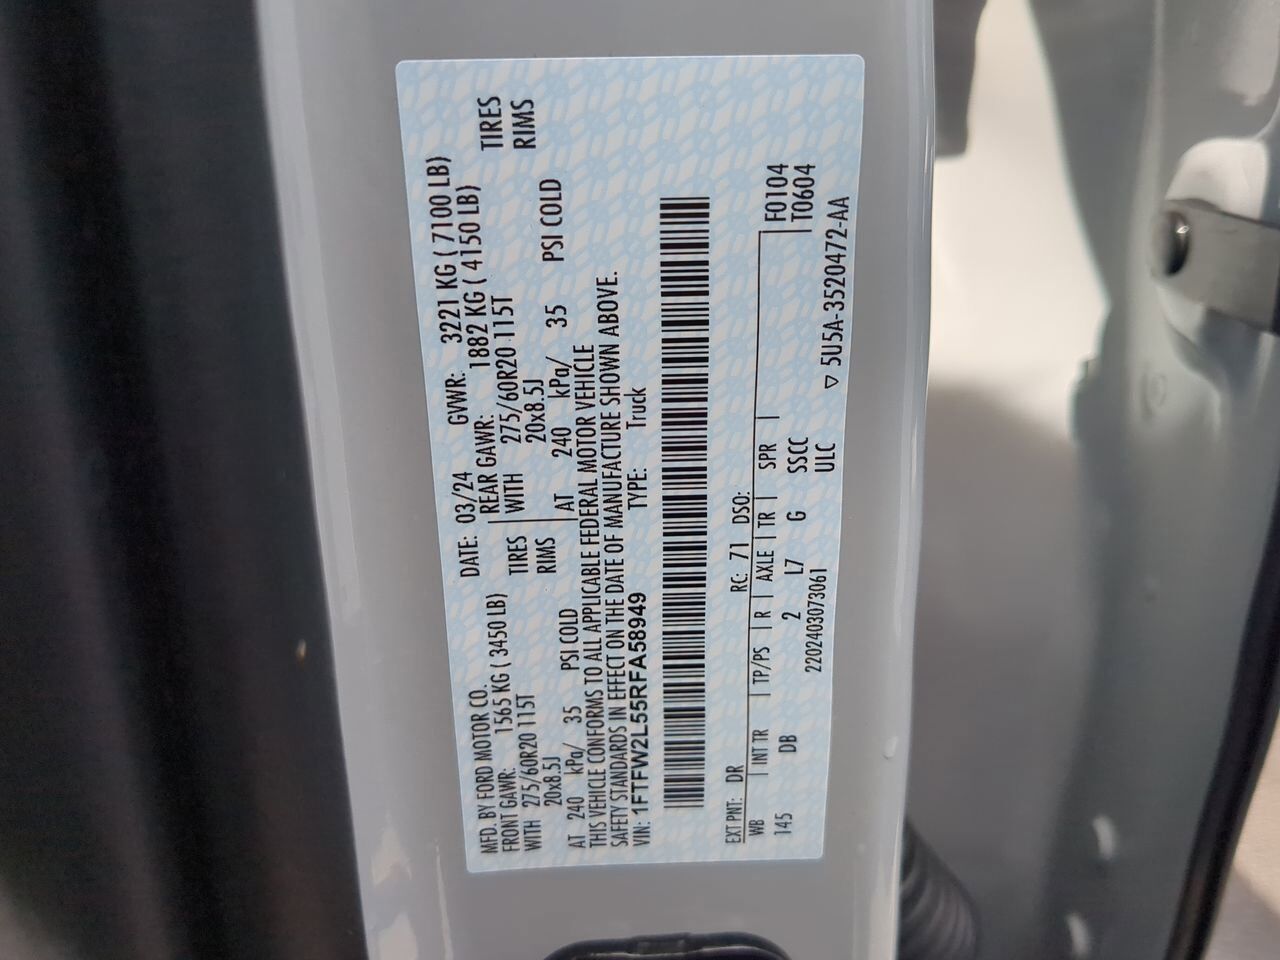 MFD. BY FORD MOTOR CO. DATE: 03/24 GVWR: 3221 KG ( 7100 LB)
FRONT GAWR: 1565 KG ( 3450 LB) REAR GAWR: 1882 KG ( 4150 LB)
WITH 275/60R20 115T TIRES WITH 275/60R20 115T TIRES
20x8.5J RIMS 20x8.5J RIMS
AT 240 kPa/ 35 PSI COLD AT 240 kPa/ 35 PSI COLD
THIS VEHICLE CONFORMS TO ALL APPLICABLE FEDERAL MOTOR VEHICLE
SAFETY STANDARDS IN EFFECT ON THE DATE OF MANUFACTURE SHOWN ABOVE.
VIN: 1FTFW2L55RFA58949 TYPE: Truck
EXT PNT: DR RC: 71 DSO:
WB INT TR TP/PS R AXLE TR SPR F0104
145 DB 2 L7 G SSCC T0604
2202403073061 ULC
▽ 5U5A-3520472-AA